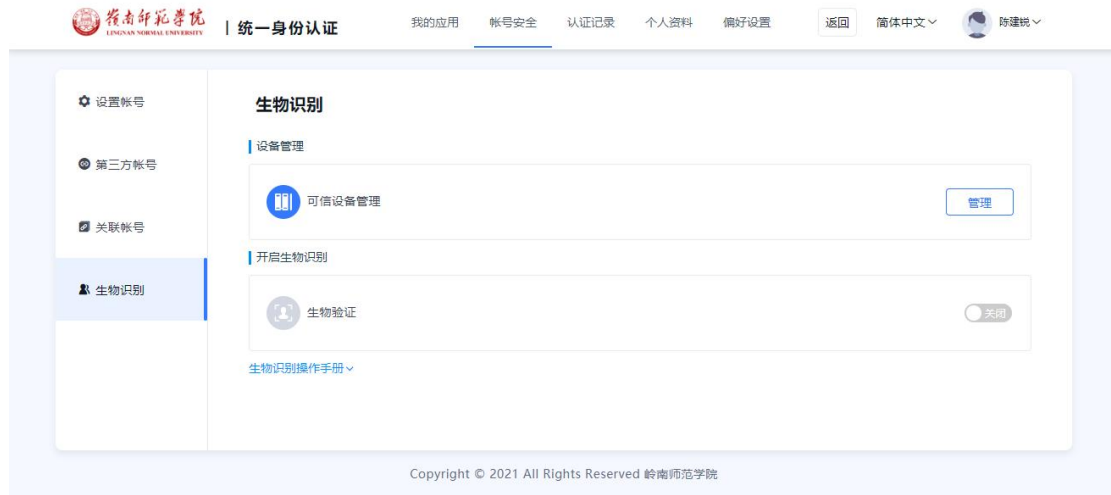 嶺南師范學院 LINGNAN NORMAL UNIVERSITY | 统一身份认证 我的应用 帐号安全 认证记录 个人资料 偏好设置 返回 简体中文 陈建锐
设置帐号
生物识别
设备管理
第三方帐号
可信设备管理 管理
关联帐号
开启生物识别
生物识别
生物验证 关闭
生物识别操作手册
Copyright © 2021 All Rights Reserved 岭南师范学院